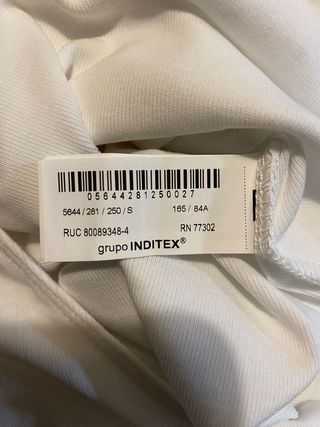 05644281250027
5644 / 281 / 250 / S 165 / 84A
RUC 80089348-4 RN 77302
grupo INDITEX®